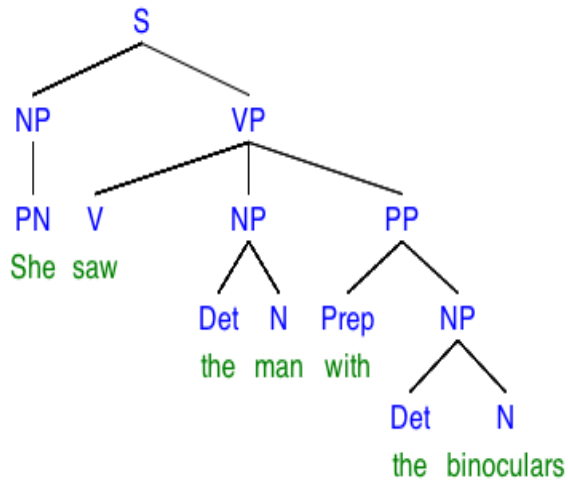 S
NP VP
PN V NP PP
She saw
Det N Prep NP
the man with
Det N
the binoculars